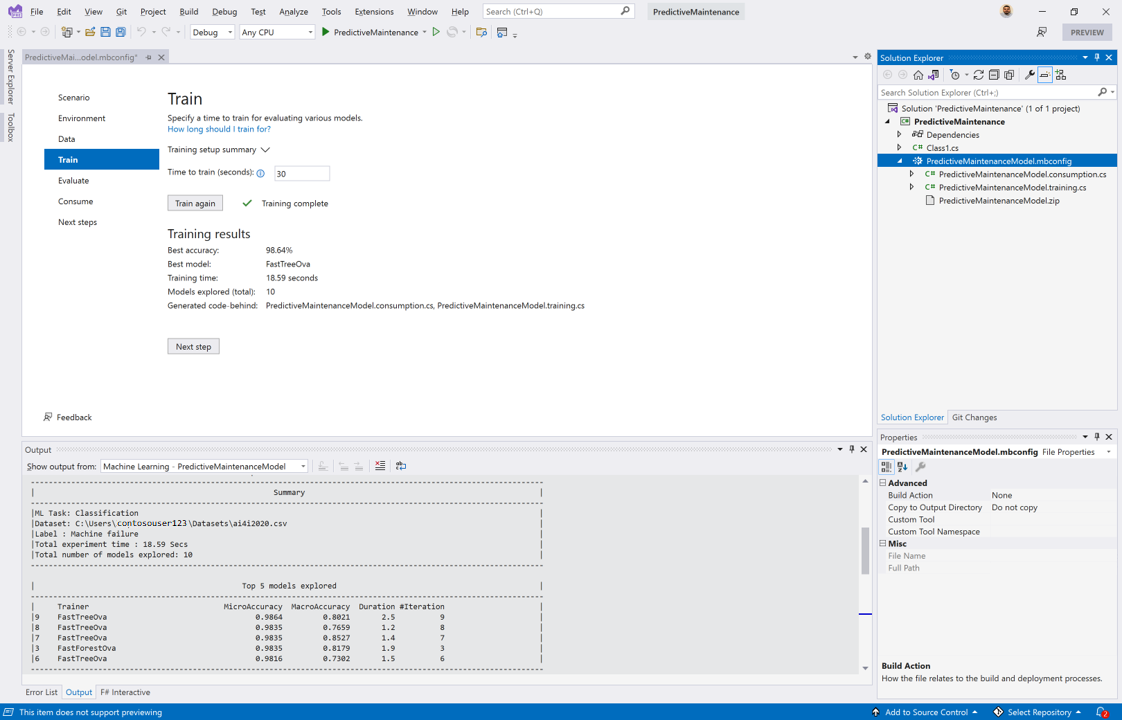 File Edit View Git Project Build Debug Test Analyze Tools Extensions Window Help Search (Ctrl+Q) PredictiveMaintenance
Debug Any CPU PredictiveMaintenance PREVIEW
Server Explorer
Toolbox
PredictiveMai...odel.mbconfig*
Scenario
Environment
Data
Train
Evaluate
Consume
Next steps
Feedback
Train
Specify a time to train for evaluating various models.
How long should I train for?
Training setup summary
Time to train (seconds): 30
Train again Training complete
Training results
Best accuracy: 98.64%
Best model: FastTreeOva
Training time: 18.59 seconds
Models explored (total): 10
Generated code-behind: PredictiveMaintenanceModel.consumption.cs, PredictiveMaintenanceModel.training.cs
Next step
Output
Show output from: Machine Learning - PredictiveMaintenanceModel
| Summary |
|ML Task: Classification |
|Dataset: C:\Users\contosouser123\Datasets\ai4i2020.csv |
|Label : Machine failure |
|Total experiment time : 18.59 Secs |
|Total number of models explored: 10 |
| Top 5 models explored |
| Trainer MicroAccuracy MacroAccuracy Duration #Iteration |
|9 FastTreeOva 0.9864 0.8021 2.5 9 |
|8 FastTreeOva 0.9835 0.7659 1.2 8 |
|7 FastTreeOva 0.9835 0.8527 1.4 7 |
|3 FastForestOva 0.9835 0.8179 1.9 3 |
|6 FastTreeOva 0.9816 0.7302 1.5 6 |
Error List Output F# Interactive
Solution Explorer
Search Solution Explorer (Ctrl+;)
Solution 'PredictiveMaintenance' (1 of 1 project)
PredictiveMaintenance
Dependencies
C# Class1.cs
PredictiveMaintenanceModel.mbconfig
C# PredictiveMaintenanceModel.consumption.cs
C# PredictiveMaintenanceModel.training.cs
PredictiveMaintenanceModel.zip
Solution Explorer Git Changes
Properties
PredictiveMaintenanceModel.mbconfig File Properties
Advanced
Build Action None
Copy to Output Directory Do not copy
Custom Tool
Custom Tool Namespace
Misc
File Name
Full Path
Build Action
How the file relates to the build and deployment processes.
This item does not support previewing Add to Source Control Select Repository 2